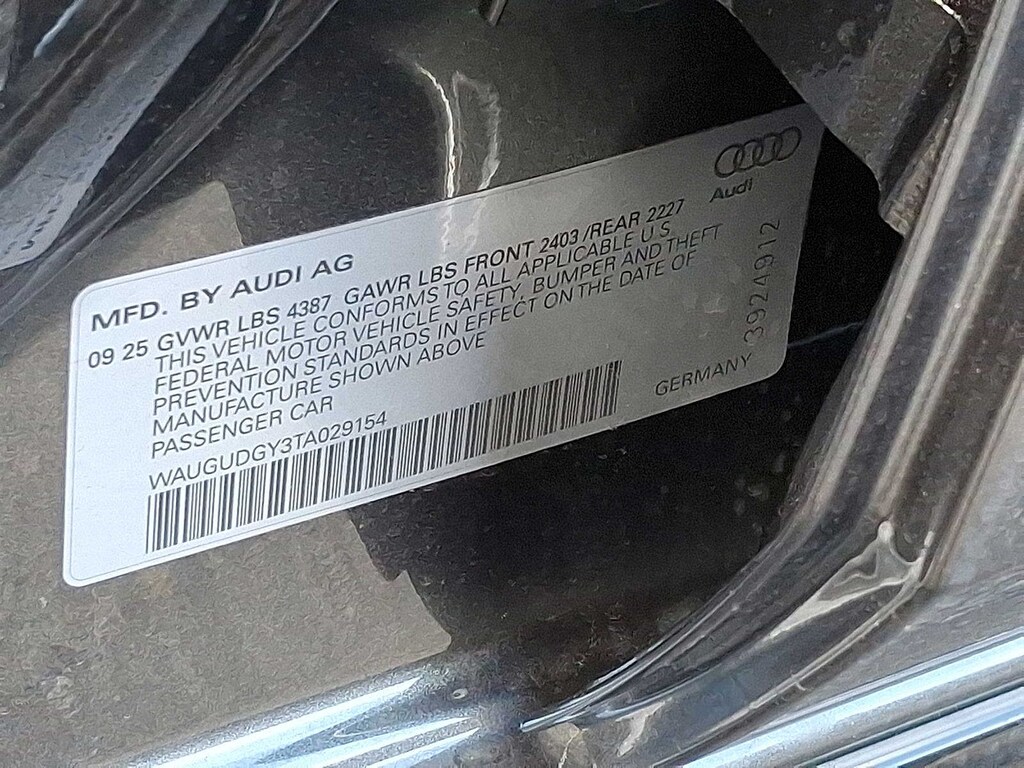 Audi
MFD. BY AUDI AG
09 25 GVWR LBS 4387 GAWR LBS FRONT 2403 /REAR 2227
THIS VEHICLE CONFORMS TO ALL APPLICABLE U S
FEDERAL MOTOR VEHICLE SAFETY, BUMPER AND THEFT
PREVENTION STANDARDS IN EFFECT ON THE DATE OF
MANUFACTURE SHOWN ABOVE
PASSENGER CAR
WAUGUDGY3TA029154
GERMANY
3924912